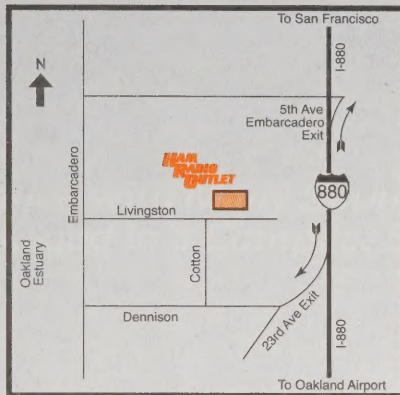 To San Francisco
I-880
N
5th Ave
Embarcadero
Exit
Embarcadero
HAM
RADIO
OUTLET
880
Livingston
Oakland
Estuary
Cotton
Dennison
23rd Ave Exit
I-880
To Oakland Airport